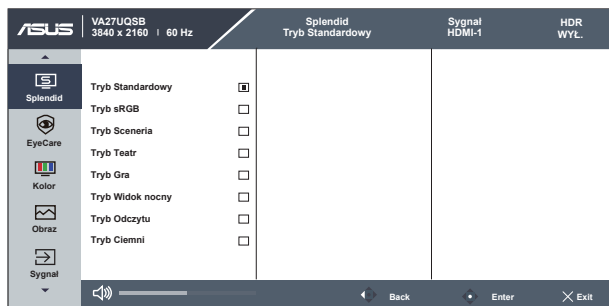 ASUS
VA27UQSB
3840 x 2160 | 60 Hz
Splendid
Tryb Standardowy
Sygnał
HDMI-1
HDR
WYŁ.
Splendid
EyeCare
Kolor
Obraz
Sygnał
Tryb Standardowy
Tryb sRGB
Tryb Sceneria
Tryb Teatr
Tryb Gra
Tryb Widok nocny
Tryb Odczytu
Tryb Ciemni
Back
Enter
Exit